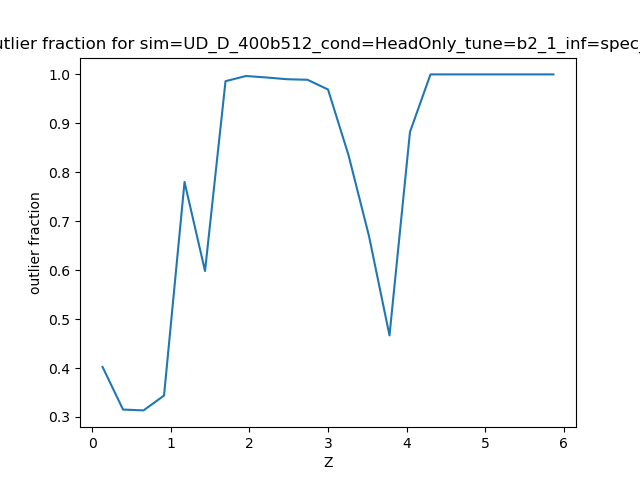 utlier fraction for sim=UD_D_400b512_cond=HeadOnly_tune=b2_1_inf=spec_
1.0
0.9
0.8
0.7
0.6
0.5
0.4
0.3
outlier fraction
0 1 2 3 4 5 6
Z